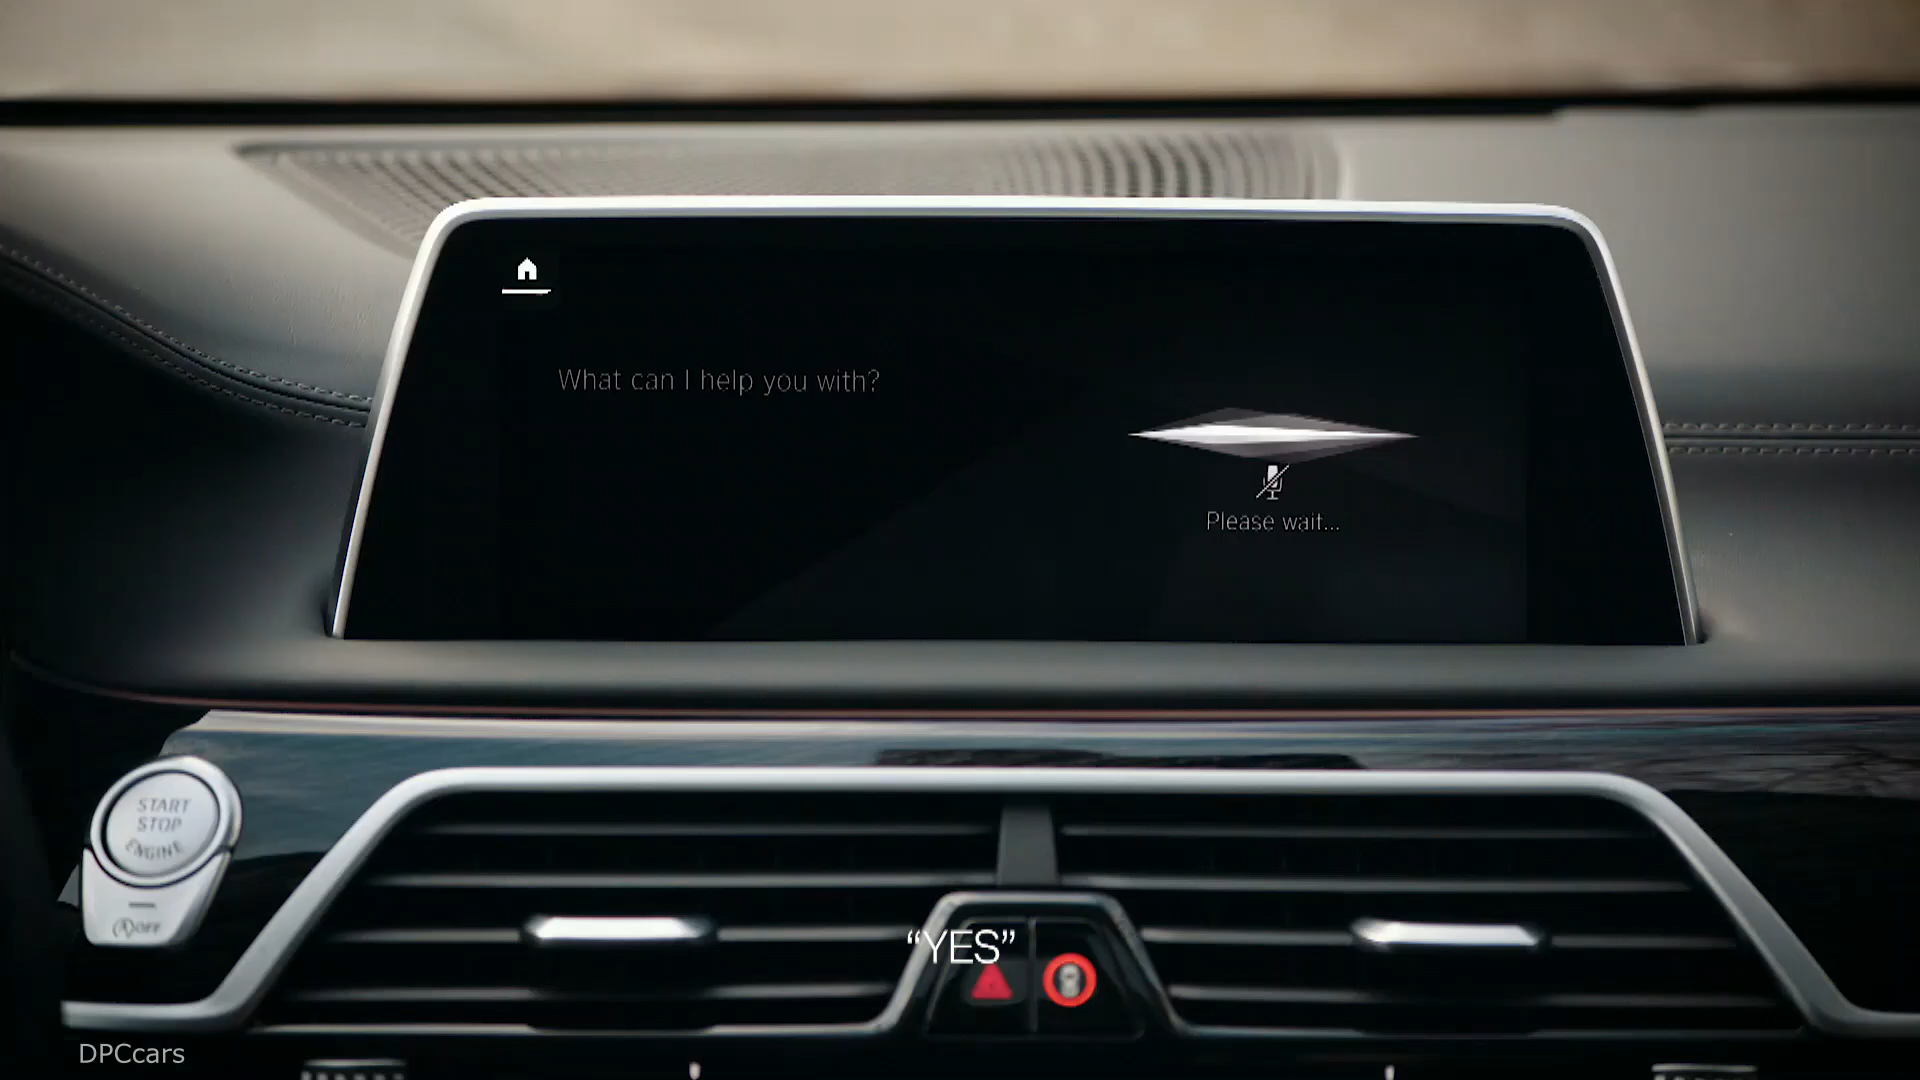 What can I help you with?
Please wait...
START
STOP
ENGINE
OFF
“YES”
DPCcars